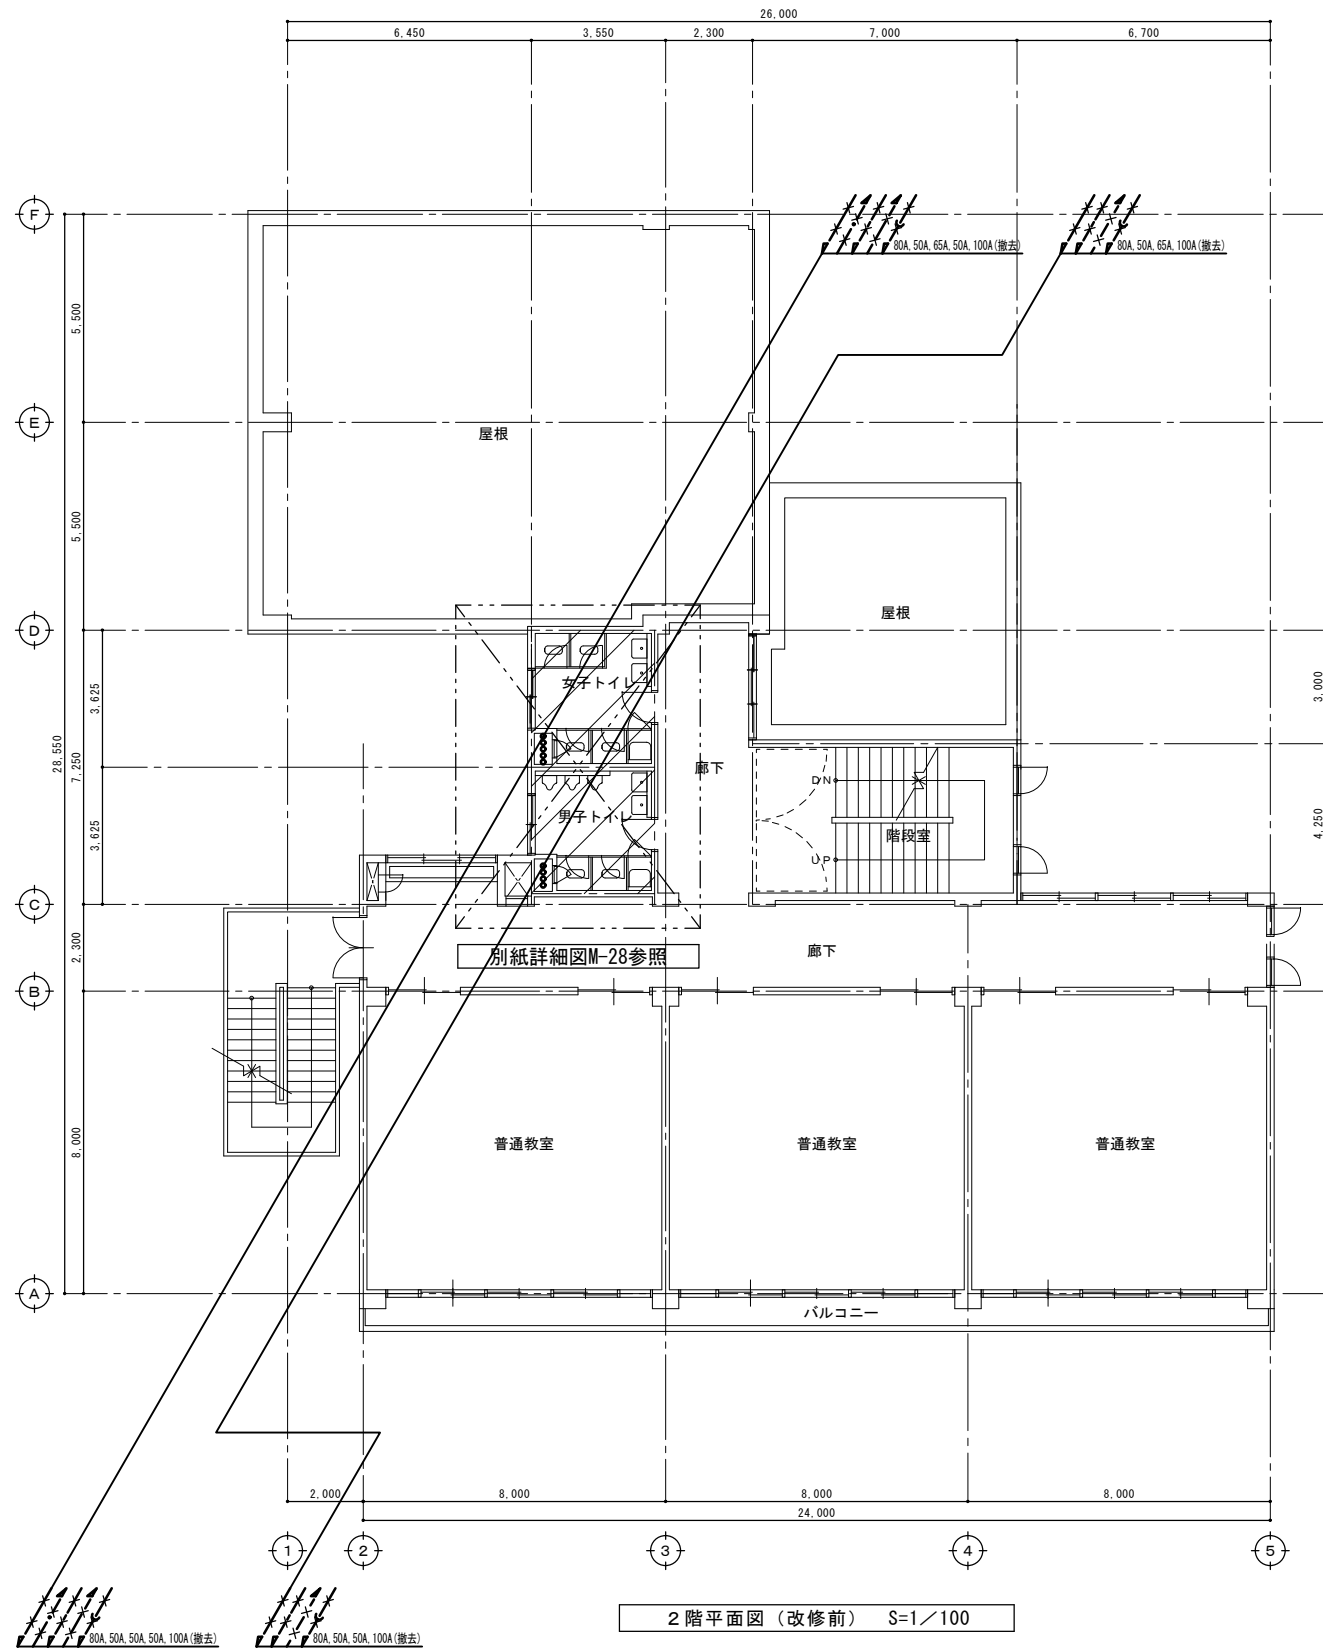 26,000
6,450 3,550 2,300 7,000 6,700
F
80A, 50A, 65A, 50A, 100A(撤去)
80A, 50A, 65A, 100A(撤去)
5,500
E
屋根
5,500
D
屋根
女子トイレ
3,625
3,000
28,550
7,250
廊下
DN
男子トイレ
3,625
4,250
階段室
UP
C
2,300
別紙詳細図M-28参照
廊下
B
8,000
普通教室 普通教室 普通教室
A
バルコニー
2,000 8,000 8,000 8,000
24,000
1 2 3 4 5
2階平面図(改修前) S=1/100
80A, 50A, 50A, 50A, 100A(撤去)
80A, 50A, 50A, 100A(撤去)